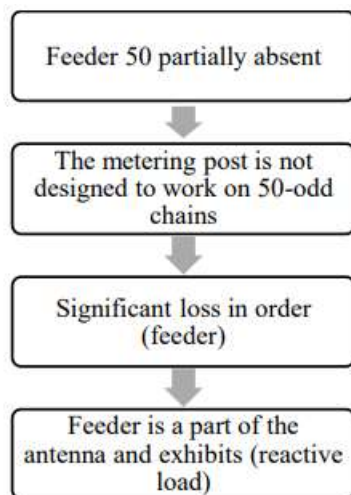 Feeder 50 partially absent
The metering post is not
designed to work on 50-odd
chains
Significant loss in order
(feeder)
Feeder is a part of the
antenna and exhibits (reactive
load)